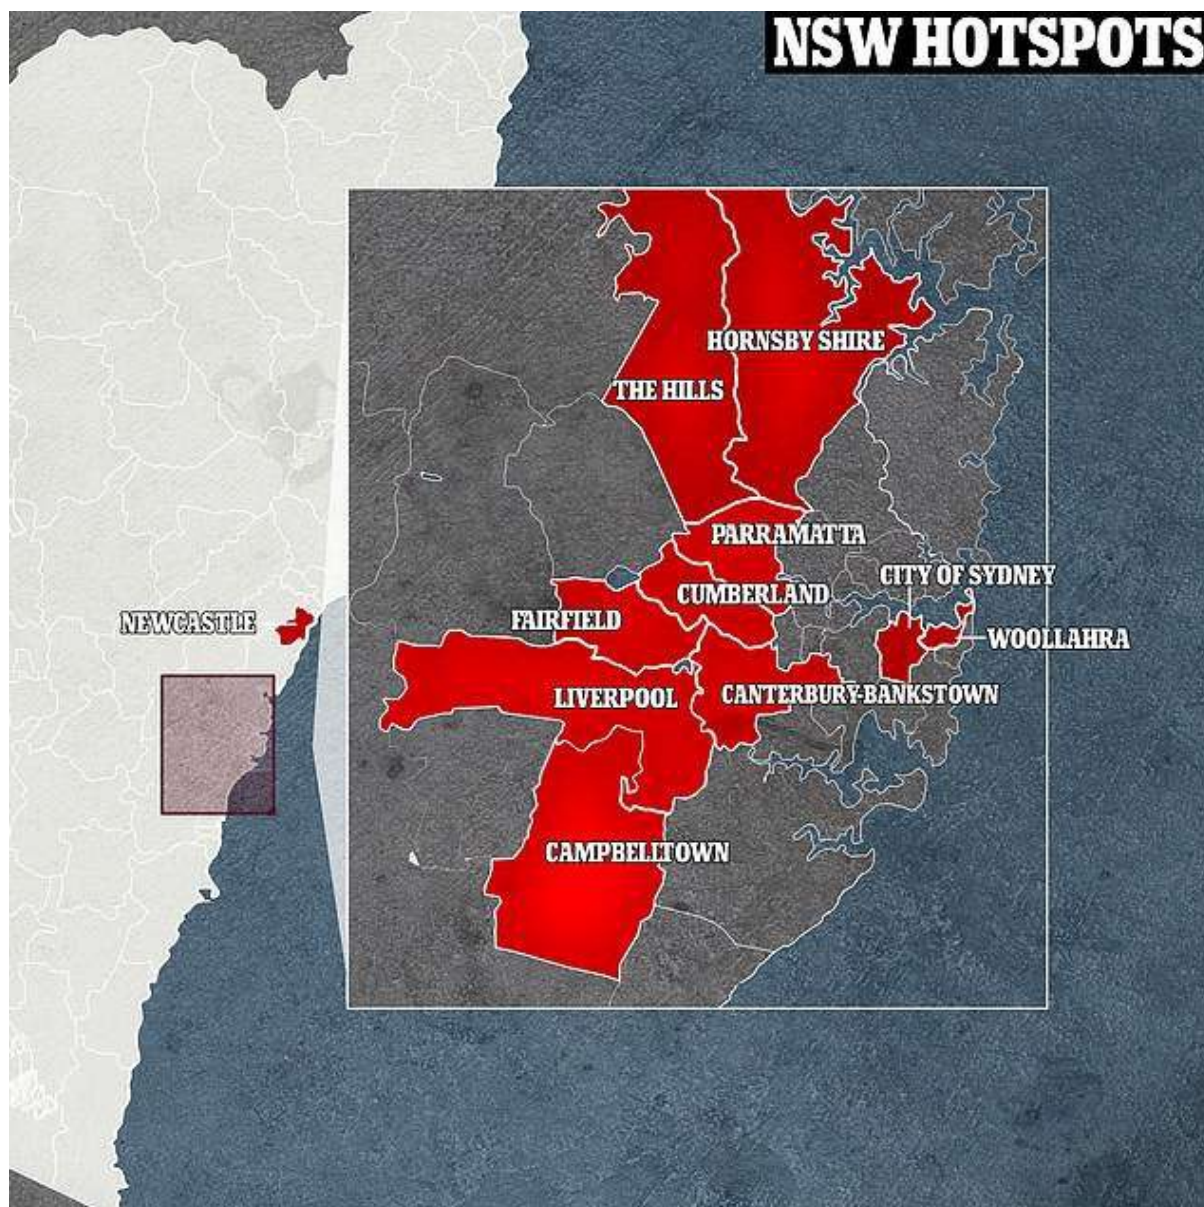 NSW HOTSPOTS
HORNSBY SHIRE
THE HILLS
PARRAMATTA
CITY OF SYDNEY
CUMBERLAND
FAIRFIELD
NEWCASTLE
WOOLLAHRA
LIVERPOOL
CANTERBURY-BANKSTOWN
CAMPBELLTOWN